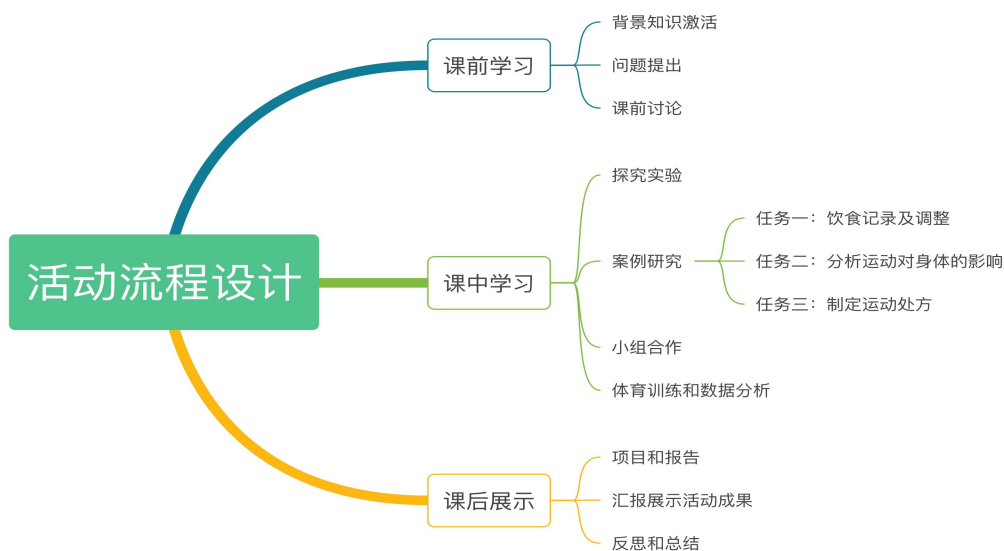 活动流程设计
课前学习
背景知识激活
问题提出
课前讨论
课中学习
探究实验
案例研究
任务一：饮食记录及调整
任务二：分析运动对身体的影响
任务三：制定运动处方
小组合作
体育训练和数据分析
课后展示
项目和报告
汇报展示活动成果
反思和总结